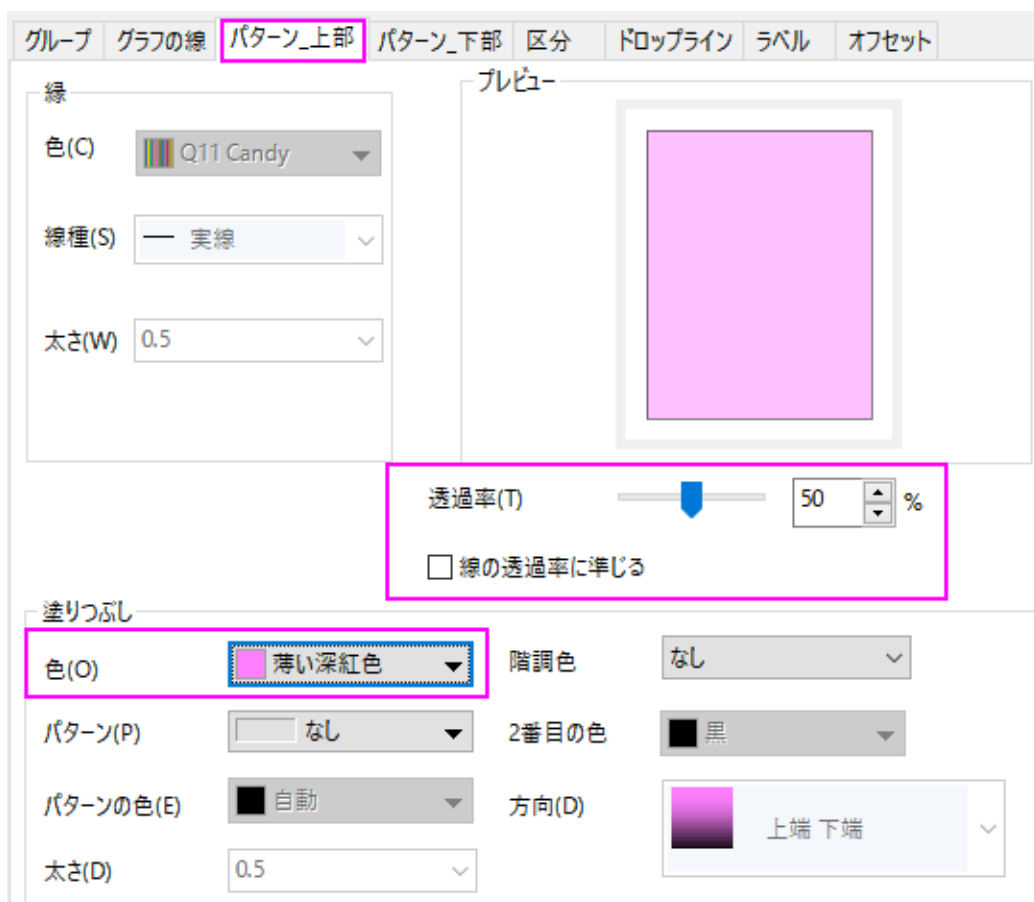 グループ グラフの線 パターン_上部 パターン_下部 区分 ドロップライン ラベル オフセット
縁
色(C) Q11 Candy
線種(S) 実線
太さ(W) 0.5
プレビュー
透過率(T) 50 %
線の透過率に準じる
塗りつぶし
色(O) 薄い深紅色 階調色 なし
パターン(P) なし 2番目の色 黒
パターンの色(E) 自動 方向(D) 上端 下端
太さ(D) 0.5